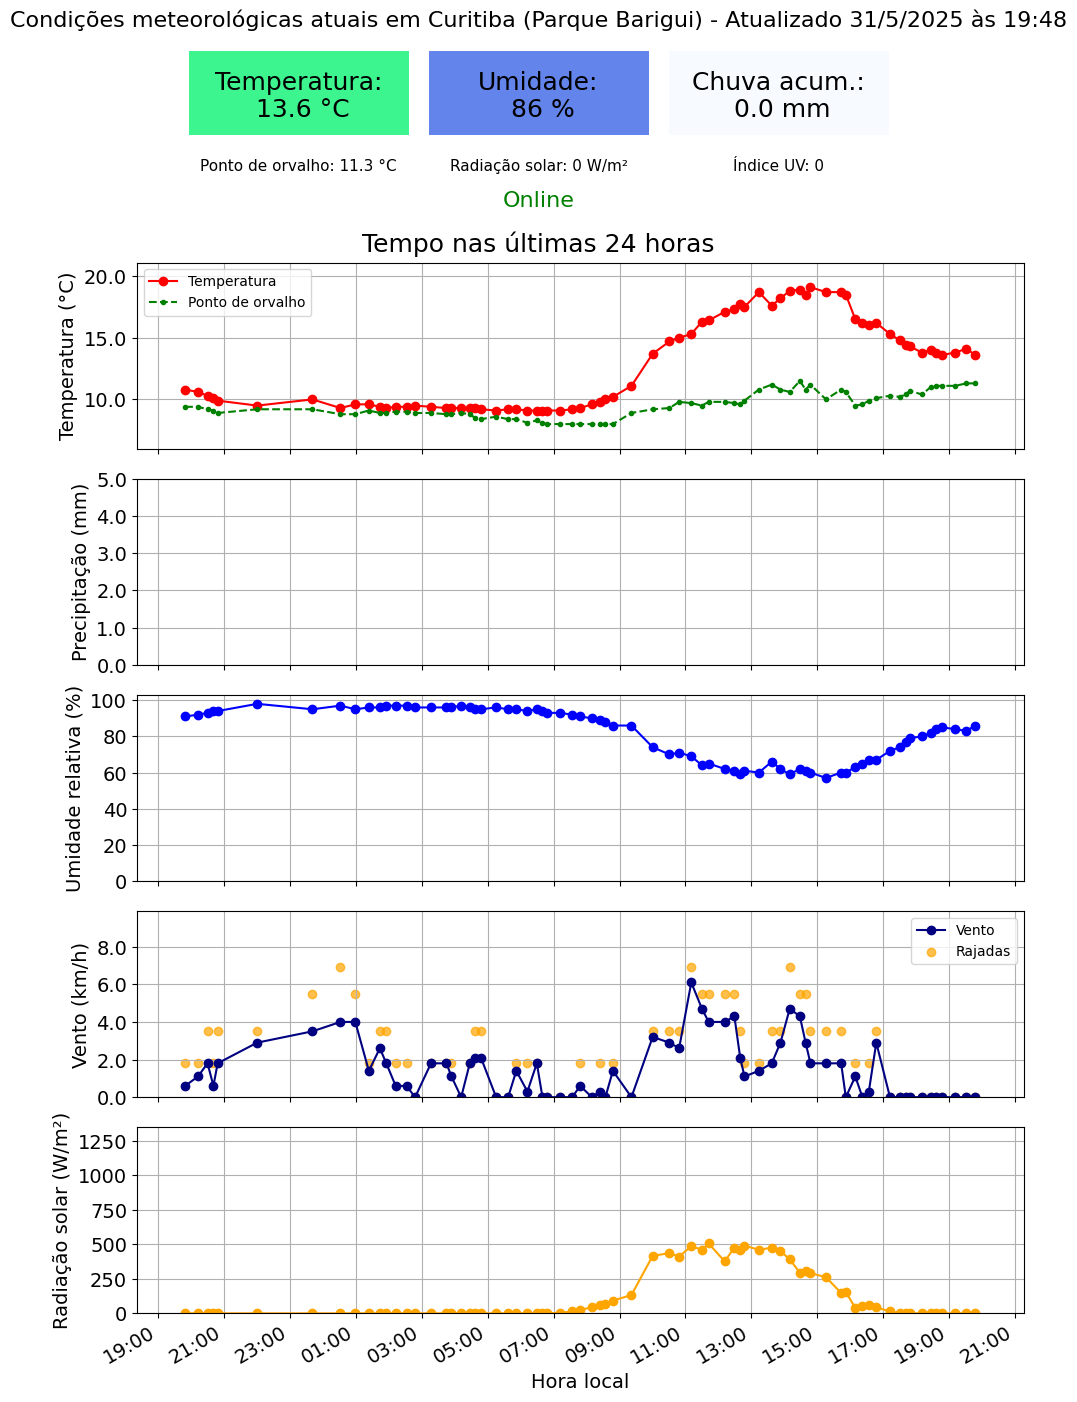 Condições meteorológicas atuais em Curitiba (Parque Barigui) - Atualizado 31/5/2025 às 19:48
Temperatura:
13.6 °C
Umidade:
86 %
Chuva acum.:
0.0 mm
Ponto de orvalho: 11.3 °C
Radiação solar: 0 W/m²
Índice UV: 0
Online
Tempo nas últimas 24 horas
Temperatura (°C)
20.0
15.0
10.0
Temperatura
Ponto de orvalho
Precipitação (mm)
5.0
4.0
3.0
2.0
1.0
0.0
Umidade relativa (%)
100
80
60
40
20
0
Vento (km/h)
8.0
6.0
4.0
2.0
0.0
Vento
Rajadas
Radiação solar (W/m²)
1250
1000
750
500
250
0
19:00
21:00
23:00
01:00
03:00
05:00
07:00
09:00
11:00
13:00
15:00
17:00
19:00
21:00
Hora local